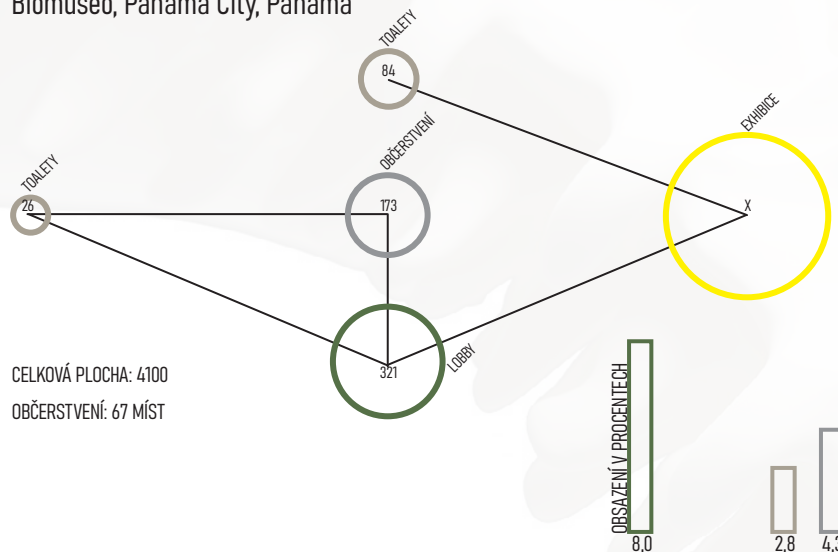 Biomuseo, Panama City, Panama
TOALETY
84
EXHIBICE
OBČERSTVENÍ
TOALETY
26
173
X
321
LOBBY
CELKOVÁ PLOCHA: 4100
OBČERSTVENÍ: 67 MÍST
OBSAZENÍ V PROCENTECH
8,0
2,8